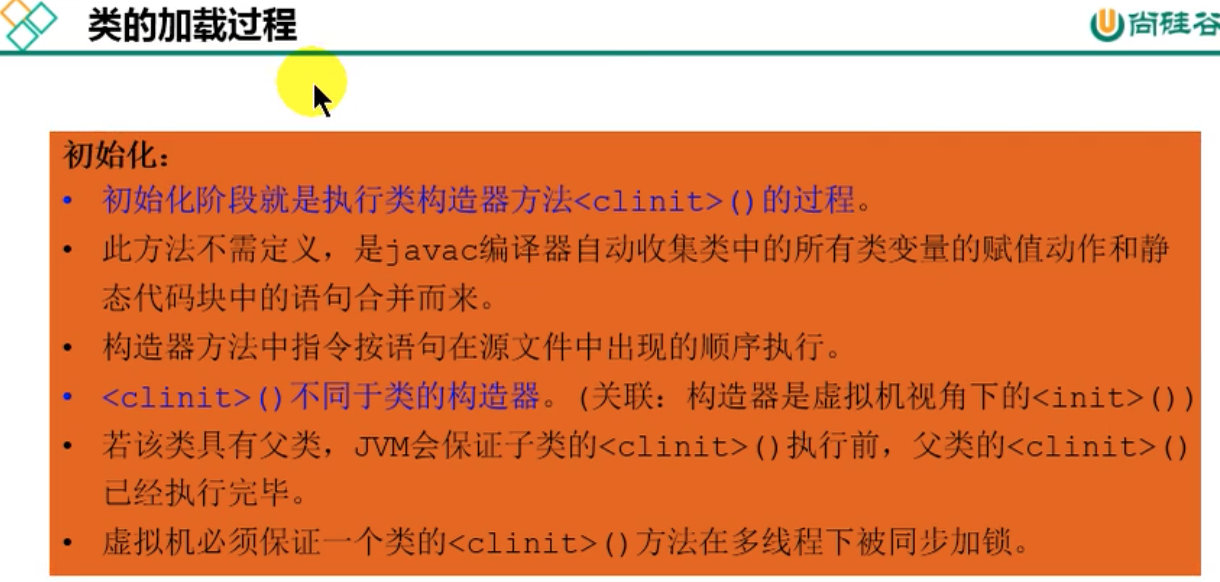 类的加载过程
尚硅谷
初始化:
• 初始化阶段就是执行类构造器方法<clinit>()的过程。
• 此方法不需定义，是javac编译器自动收集类中的所有类变量的赋值动作和静
态代码块中的语句合并而来。
• 构造器方法中指令按语句在源文件中出现的顺序执行。
• <clinit>()不同于类的构造器。(关联：构造器是虚拟机视角下的<init>())
• 若该类具有父类，JVM会保证子类的<clinit>()执行前，父类的<clinit>()
已经执行完毕。
• 虚拟机必须保证一个类的<clinit>()方法在多线程下被同步加锁。